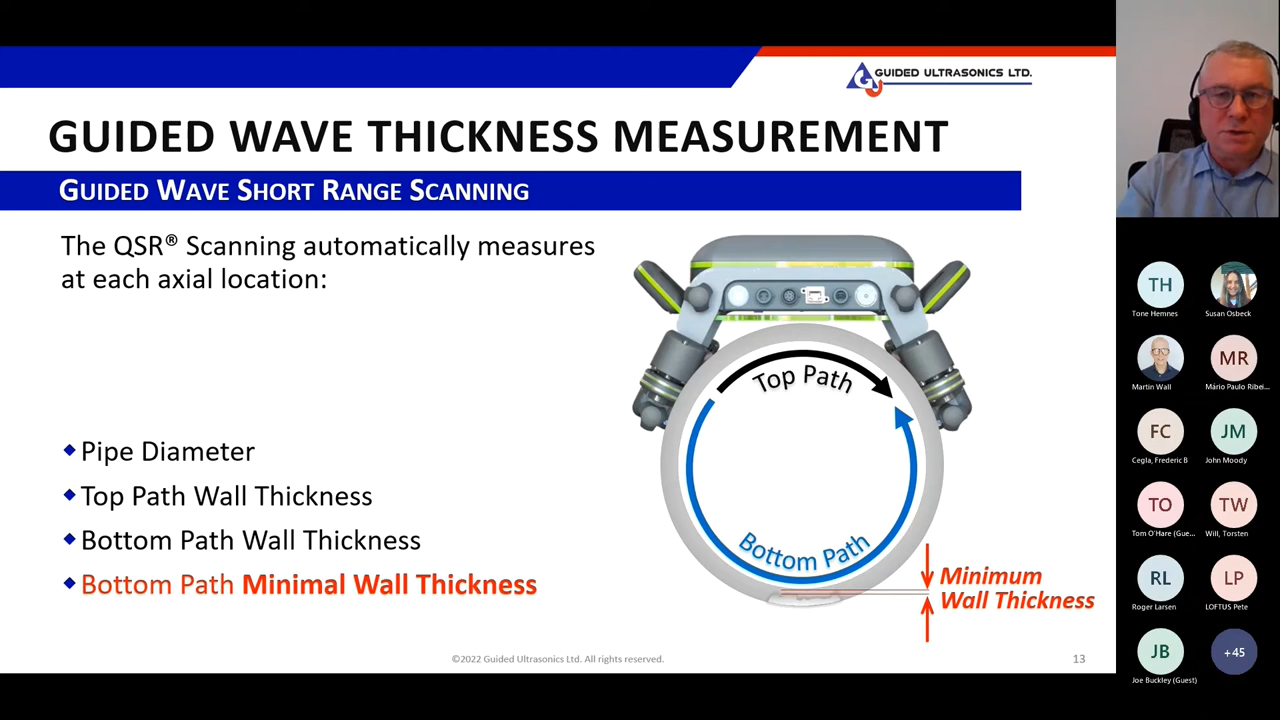 GUIDED ULTRASONICS LTD.
GUIDED WAVE THICKNESS MEASUREMENT
GUIDED WAVE SHORT RANGE SCANNING
The QSR® Scanning automatically measures
at each axial location:
Pipe Diameter
Top Path Wall Thickness
Bottom Path Wall Thickness
Bottom Path Minimal Wall Thickness
Top Path
Bottom Path
Minimum
Wall Thickness
©2022 Guided Ultrasonics Ltd. All rights reserved.
13
TH
Tone Hemnes
Susan Osbeck
Martin Wall
MR
Mário Paulo Ribei...
FC
Cegla, Frederic B
JM
John Moody
TO
Tom O'Hare (Gue...
TW
Will, Torsten
RL
Roger Larsen
LP
LOFTUS Pete
JB
Joe Buckley (Guest)
+45